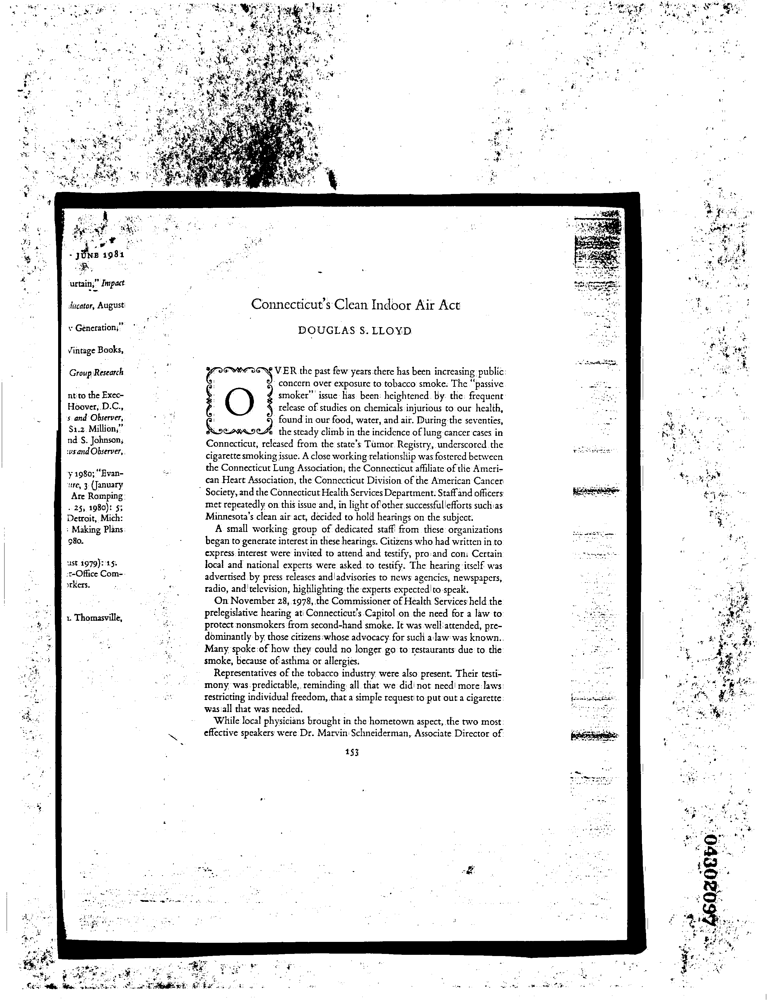 JUNE 1981
urtain," Impact
ducator, August
Generation,"
Vintage Books,
Group Research
nt to the Exec-
Hoover, D.C.,
s and Observer,
$1.2 Million,"
nd S. Johnson,
ws and Observer,
y 1980; "Evan-
ure, 3 (January
Are Romping
25, 1980): 5;
Detroit, Mich:
Making Plans
980.
ust 1979): 15.
t-Office Com-
rkers.
Thomasville,
Connecticut's Clean Indoor Air Act
DOUGLAS S. LLOYD
OVER the past few years there has been increasing public
concern over exposure to tobacco smoke. The "passive
smoker" issue has been heightened by the frequent
release of studies on chemicals injurious to our health,
found in our food, water, and air. During the seventies,
the steady climb in the incidence of lung cancer cases in
Connecticut, released from the state's Tumor Registry, underscored the
cigarette smoking issue. A close working relationship was fostered between
the Connecticut Lung Association, the Connecticut affiliate of the Ameri-
can Heart Association, the Connecticut Division of the American Cancer
Society, and the Connecticut Health Services Department. Staff and officers
met repeatedly on this issue and, in light of other successful efforts such as
Minnesota's clean air act, decided to hold hearings on the subject.
A small working group of dedicated staff from these organizations
began to generate interest in these hearings. Citizens who had written in to
express interest were invited to attend and testify, pro and con. Certain
local and national experts were asked to testify. The hearing itself was
advertised by press releases and advisories to news agencies, newspapers,
radio, and television, highlighting the experts expected to speak.
On November 28, 1978, the Commissioner of Health Services held the
prelegislative hearing at Connecticut's Capitol on the need for a law to
protect nonsmokers from second-hand smoke. It was well attended, pre-
dominantly by those citizens whose advocacy for such a law was known.
Many spoke of how they could no longer go to restaurants due to the
smoke, because of asthma or allergies.
Representatives of the tobacco industry were also present. Their testi-
mony was predictable, reminding all that we did not need more laws
restricting individual freedom, that a simple request to put out a cigarette
was all that was needed.
While local physicians brought in the hometown aspect, the two most
effective speakers were Dr. Marvin Schneiderman, Associate Director of
153
04302097